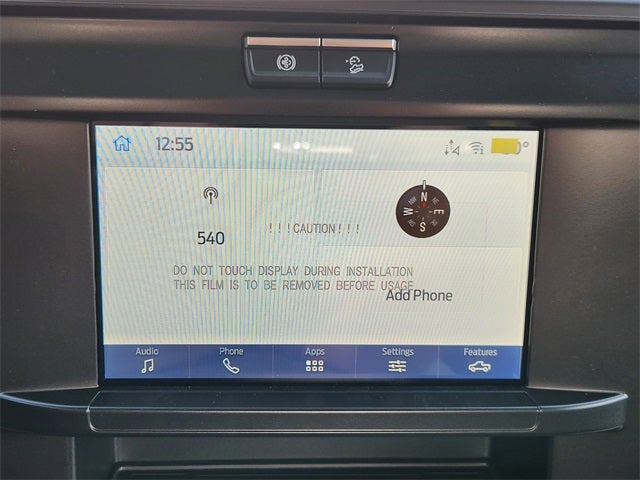 12:55
540
N
W E
S
! ! ! CAUTION ! ! !
DO NOT TOUCH DISPLAY DURING INSTALLATION
THIS FILM IS TO BE REMOVED BEFORE USAGE
Add Phone
Audio Phone Apps Settings Features